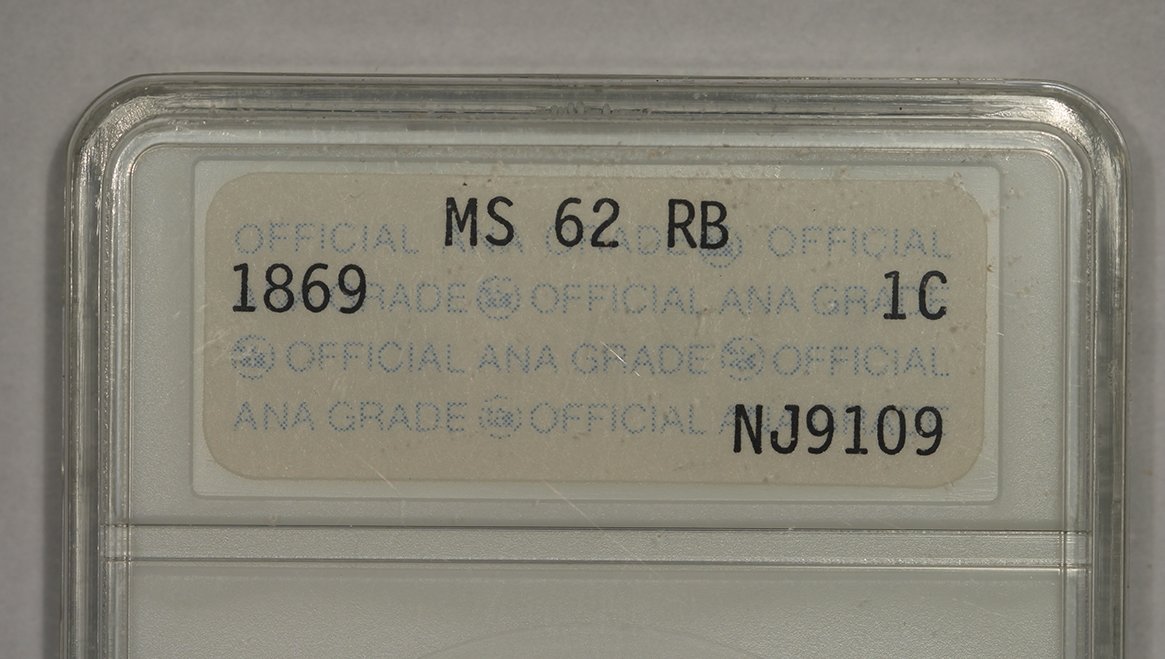 MS 62 RB
OFFICIAL ANA GRADE OFFICIAL
1869 1C
GRADE OFFICIAL ANA GRADE
OFFICIAL ANA GRADE OFFICIAL
ANA GRADE OFFICIAL
NJ9109